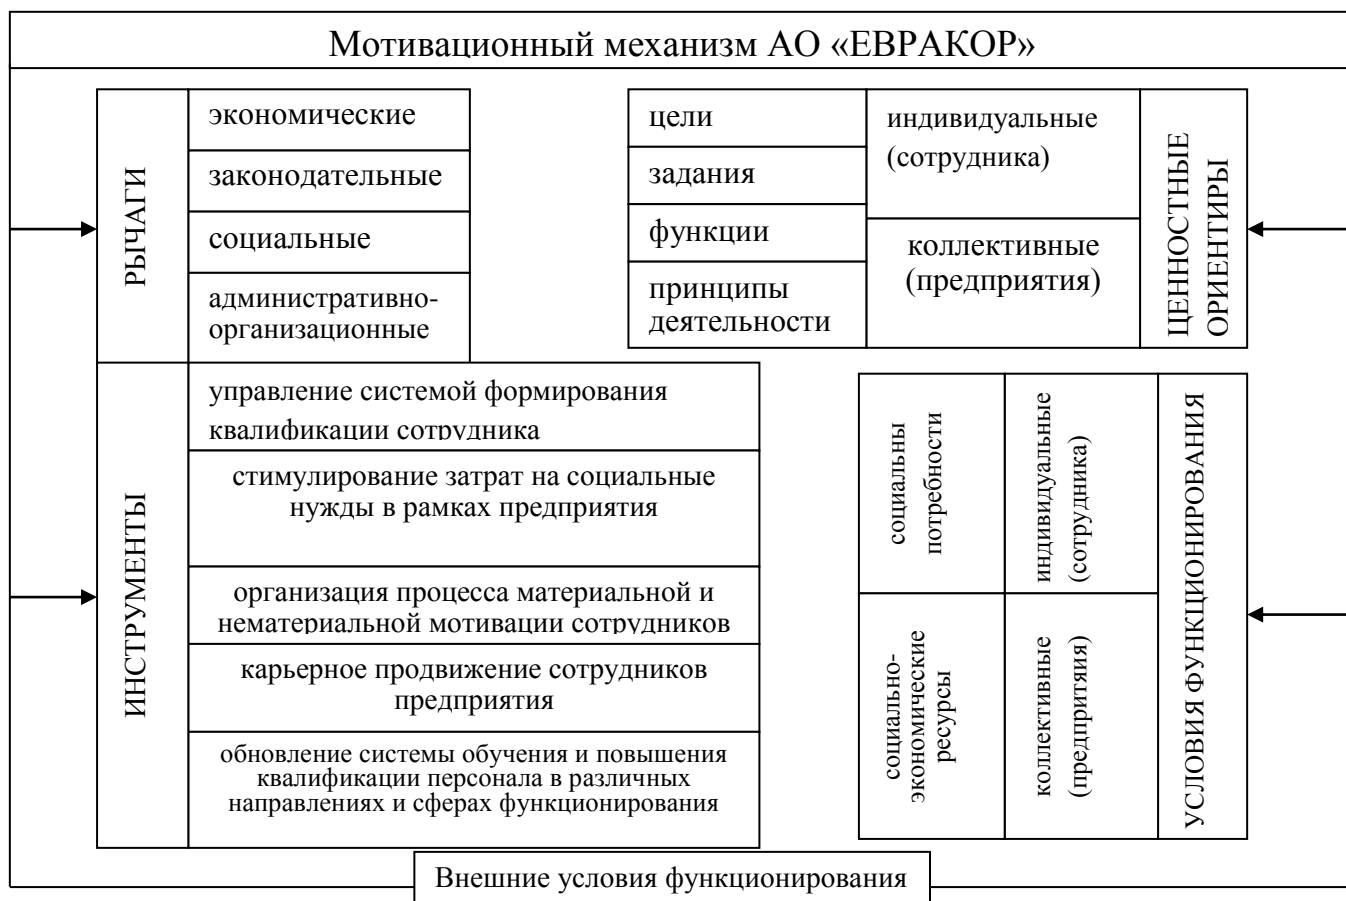 Мотивационный механизм АО «ЕВРАКОР»
РЫЧАГИ
экономические
законодательные
социальные
административно-
организационные
цели
задания
функции
принципы
деятельности
индивидуальные
(сотрудника)
коллективные
(предприятия)
ЦЕННОСТНЫЕ
ОРИЕНТИРЫ
ИНСТРУМЕНТЫ
управление системой формирования
квалификации сотрудника
стимулирование затрат на социальные
нужды в рамках предприятия
организация процесса материальной и
нематериальной мотивации сотрудников
карьерное продвижение сотрудников
предприятия
обновление системы обучения и повышения
квалификации персонала в различных
направлениях и сферах функционирования
социальны
потребности
индивидуальные
(сотрудника)
социально-
экономические
ресурсы
коллективные
(предпритяия)
УСЛОВИЯ ФУНКЦИОНИРОВАНИЯ
Внешние условия функционирования